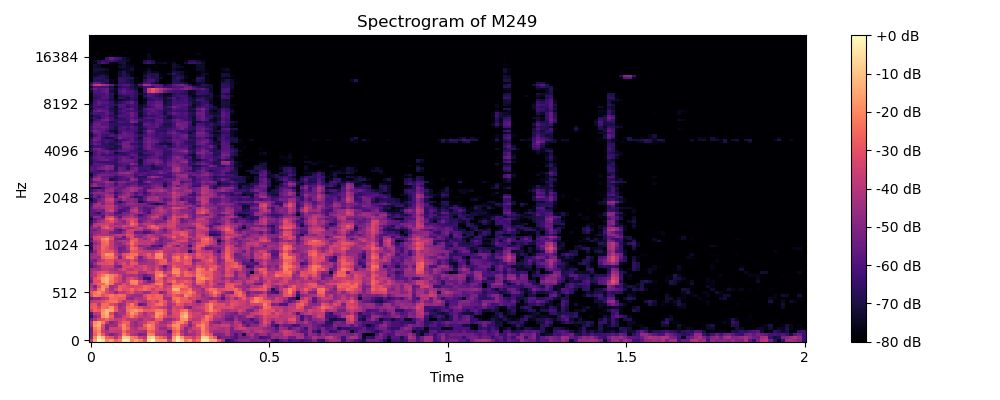 Spectrogram of M249
16384
8192
4096
2048
1024
512
0
Hz
0
0.5
1
1.5
2
Time
+0 dB
-10 dB
-20 dB
-30 dB
-40 dB
-50 dB
-60 dB
-70 dB
-80 dB